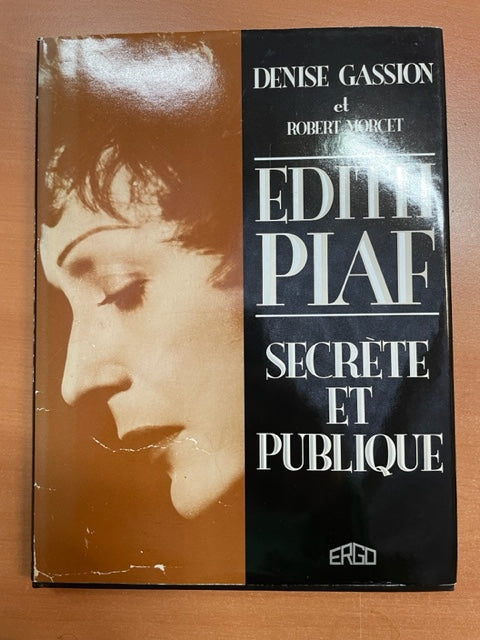 DENISE GASSION
et
ROBERT MORCET
EDITH
PIAF
SECRÈTE
ET
PUBLIQUE
ERGO